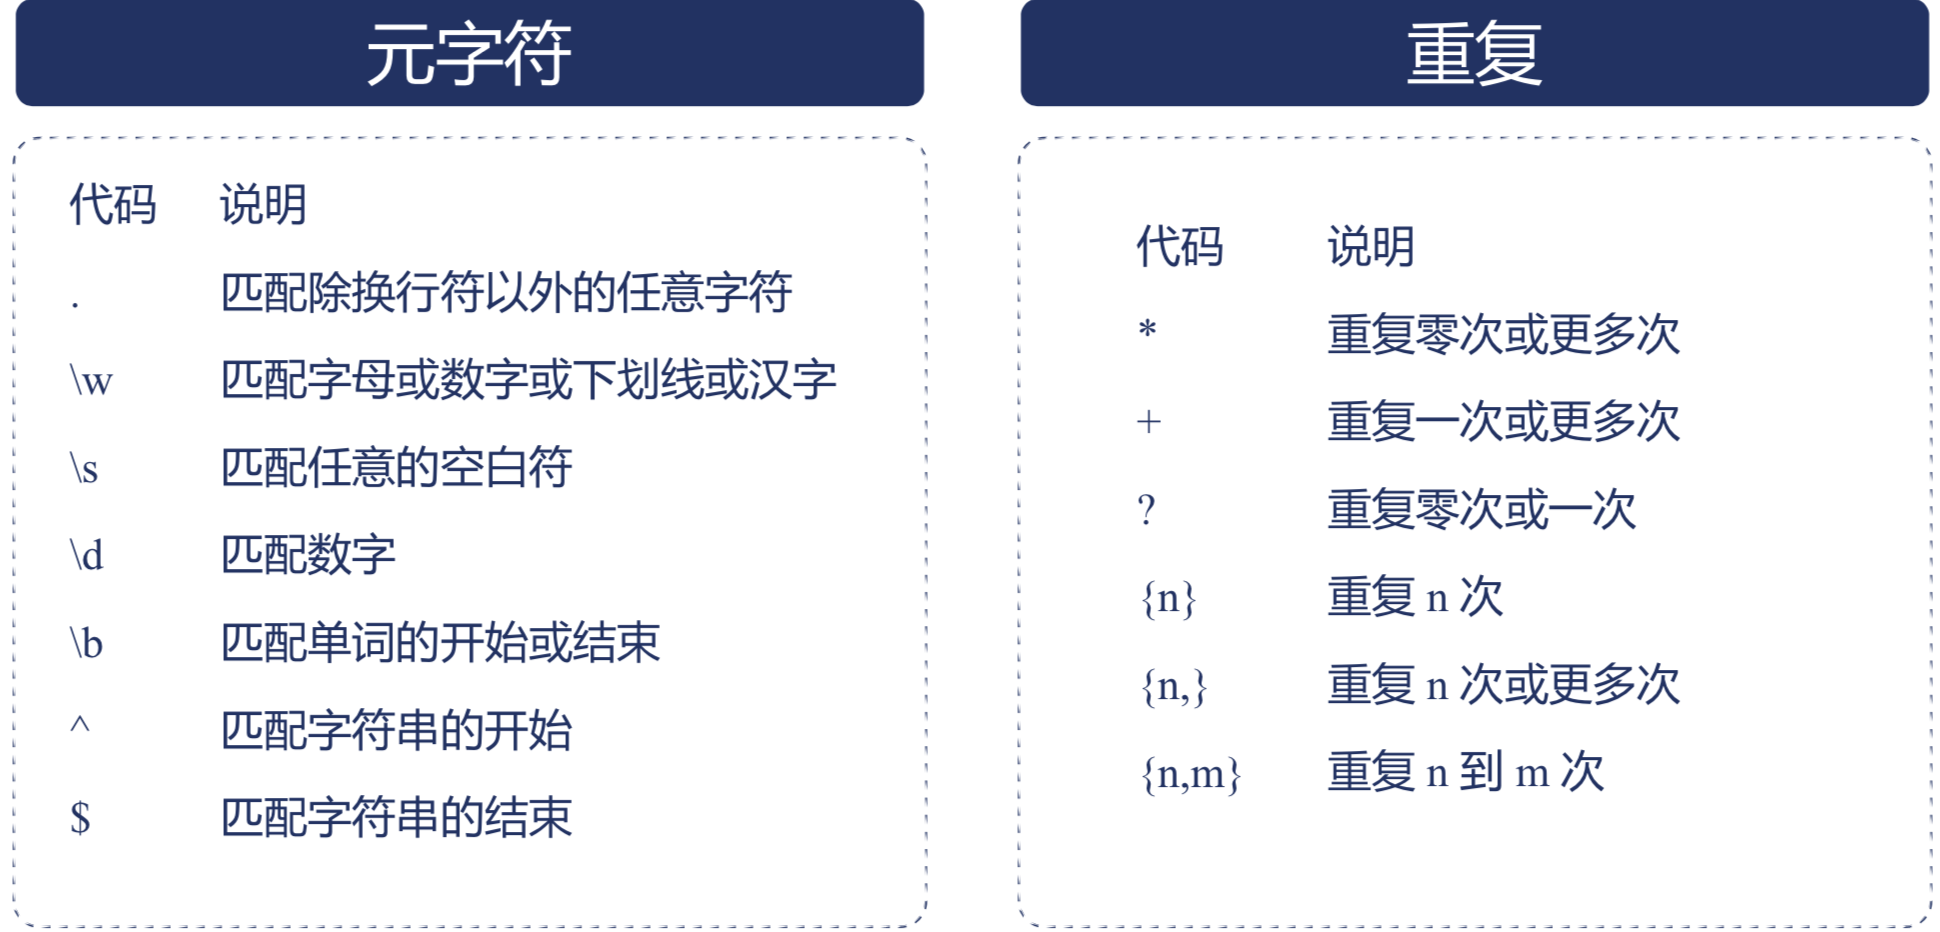 元字符
代码 说明
. 匹配除换行符以外的任意字符
\w 匹配字母或数字或下划线或汉字
\s 匹配任意的空白符
\d 匹配数字
\b 匹配单词的开始或结束
^ 匹配字符串的开始
$ 匹配字符串的结束
重复
代码 说明
* 重复零次或更多次
+ 重复一次或更多次
? 重复零次或一次
{n} 重复 n 次
{n,} 重复 n 次或更多次
{n,m} 重复 n 到 m 次